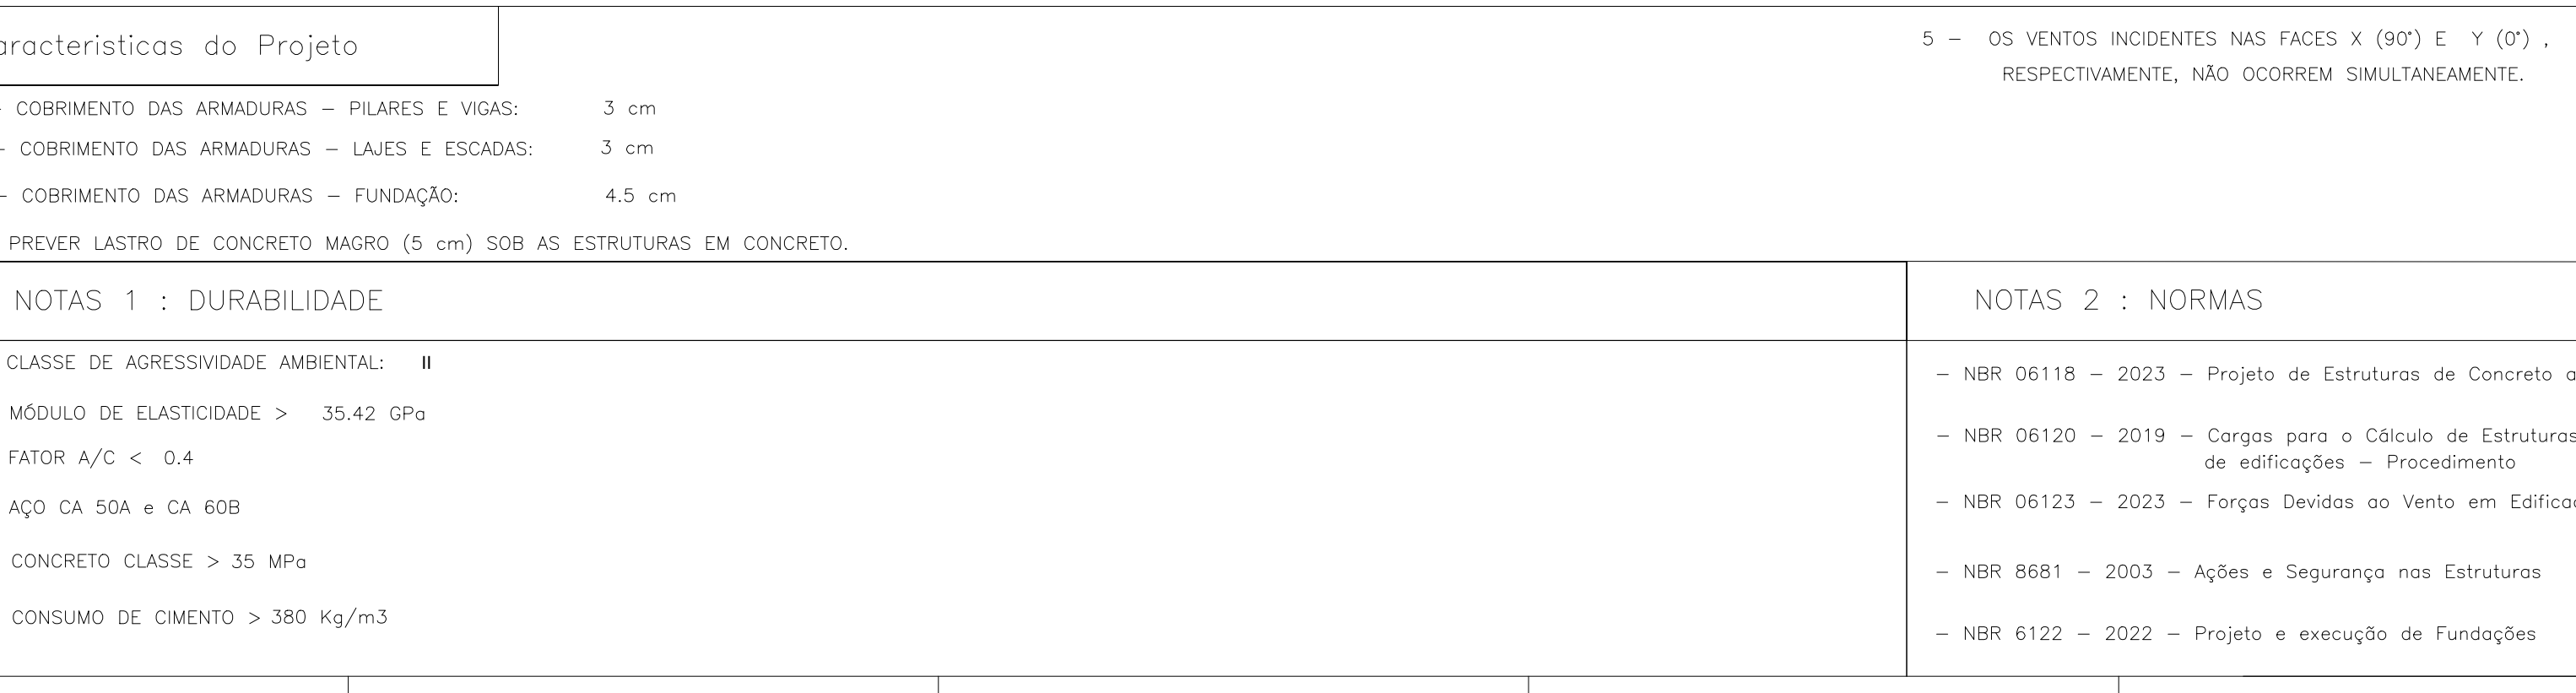 aracteristicas do Projeto
- COBRIMENTO DAS ARMADURAS – PILARES E VIGAS: 3 cm
- COBRIMENTO DAS ARMADURAS – LAJES E ESCADAS: 3 cm
- COBRIMENTO DAS ARMADURAS – FUNDAÇÃO: 4.5 cm
PREVER LASTRO DE CONCRETO MAGRO (5 cm) SOB AS ESTRUTURAS EM CONCRETO.
5 – OS VENTOS INCIDENTES NAS FACES X (90°) E Y (0°) ,
RESPECTIVAMENTE, NÃO OCORREM SIMULTANEAMENTE.
NOTAS 1 : DURABILIDADE
CLASSE DE AGRESSIVIDADE AMBIENTAL: II
MÓDULO DE ELASTICIDADE > 35.42 GPa
FATOR A/C < 0.4
AÇO CA 50A e CA 60B
CONCRETO CLASSE > 35 MPa
CONSUMO DE CIMENTO > 380 Kg/m3
NOTAS 2 : NORMAS
– NBR 06118 – 2023 – Projeto de Estruturas de Concreto a
– NBR 06120 – 2019 – Cargas para o Cálculo de Estruturas
de edificações – Procedimento
– NBR 06123 – 2023 – Forças Devidas ao Vento em Edifica
– NBR 8681 – 2003 – Ações e Segurança nas Estruturas
– NBR 6122 – 2022 – Projeto e execução de Fundações